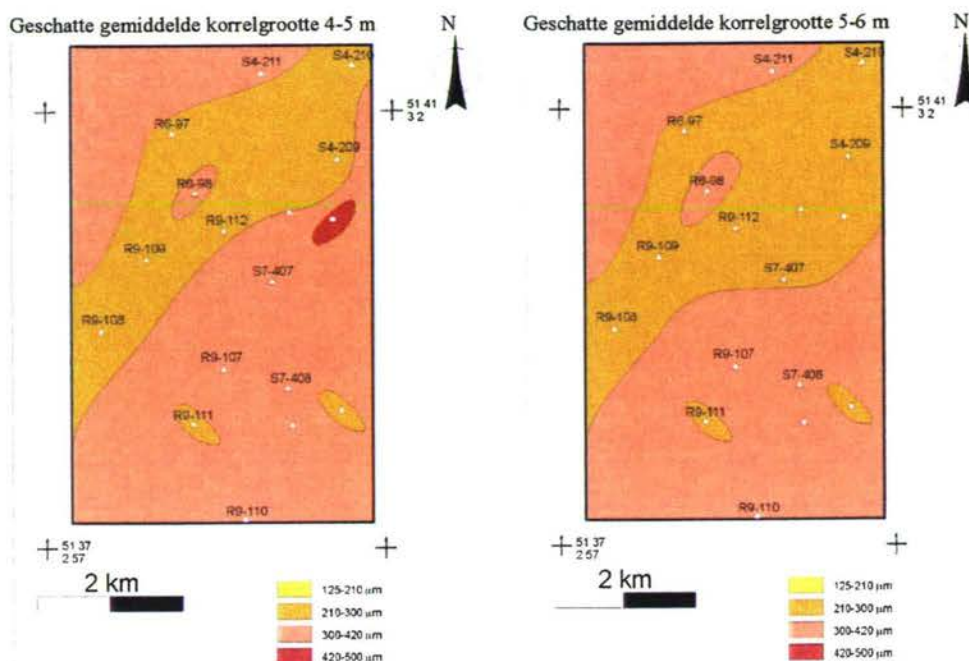 Geschatte gemiddelde korrelgrootte 4-5 m
N
S4-211
S4-210
51 41
3 2
R6-97
S4-209
R6-98
R9-112
R9-109
S7-407
R9-108
R9-107
S7-408
R9-111
R9-110
51 37
2 57
2 km
125-210 μm
210-300 μm
300-420 μm
420-500 μm
Geschatte gemiddelde korrelgrootte 5-6 m
N
S4-211
S4-210
51 41
3 2
R6-97
S4-209
R6-98
R9-112
R9-109
S7-407
R9-108
R9-107
S7-408
R9-111
R9-110
51 37
2 57
2 km
125-210 μm
210-300 μm
300-420 μm
420-500 μm